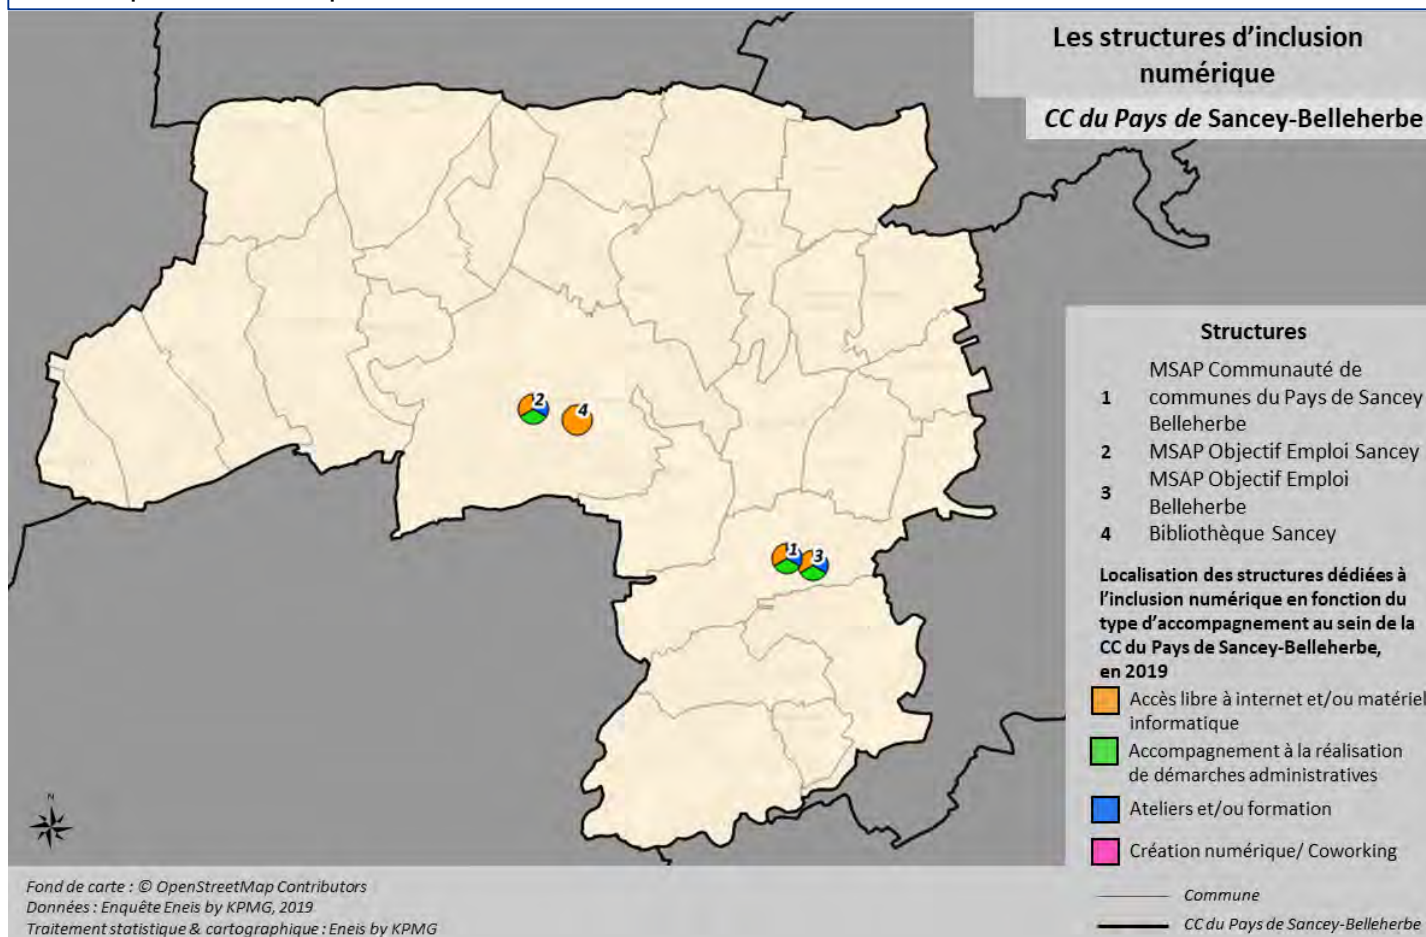 Les structures d'inclusion
numérique
CC du Pays de Sancey-Belleherbe
2
4
1
3
Structures
MSAP Communauté de
1 communes du Pays de Sancey
Belleherbe
2 MSAP Objectif Emploi Sancey
MSAP Objectif Emploi
3
Belleherbe
4 Bibliothèque Sancey
Localisation des structures dédiées à
l'inclusion numérique en fonction du
type d'accompagnement au sein de la
CC du Pays de Sancey-Belleherbe,
en 2019
Accès libre à internet et/ou matériel
informatique
Accompagnement à la réalisation
de démarches administratives
Ateliers et/ou formation
Création numérique/ Coworking
Commune
CC du Pays de Sancey-Belleherbe
N
Fond de carte : © OpenStreetMap Contributors
Données : Enquête Eneis by KPMG, 2019
Traitement statistique & cartographique : Eneis by KPMG